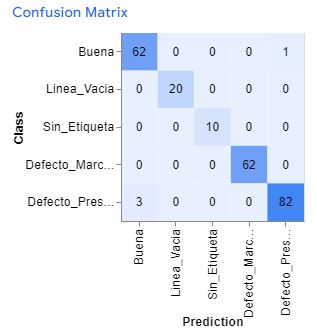 Confusion Matrix
Buena 62 0 0 0 1
Linea_Vacia 0 20 0 0 0
Sin_Etiqueta 0 0 10 0 0
Defecto_Marc... 0 0 0 62 0
Defecto_Pres... 3 0 0 0 82
Class
Buena
Linea_Vacia
Sin_Etiqueta
Defecto_Marc...
Defecto_Pres...
Prediction